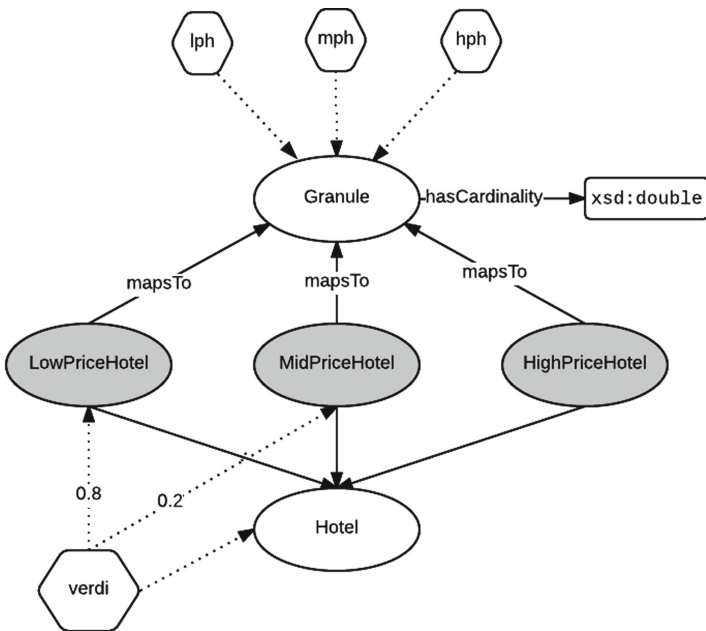 lph
mph
hph
Granule
hasCardinality
xsd:double
mapsTo
mapsTo
mapsTo
LowPriceHotel
MidPriceHotel
HighPriceHotel
0.8
0.2
Hotel
verdi